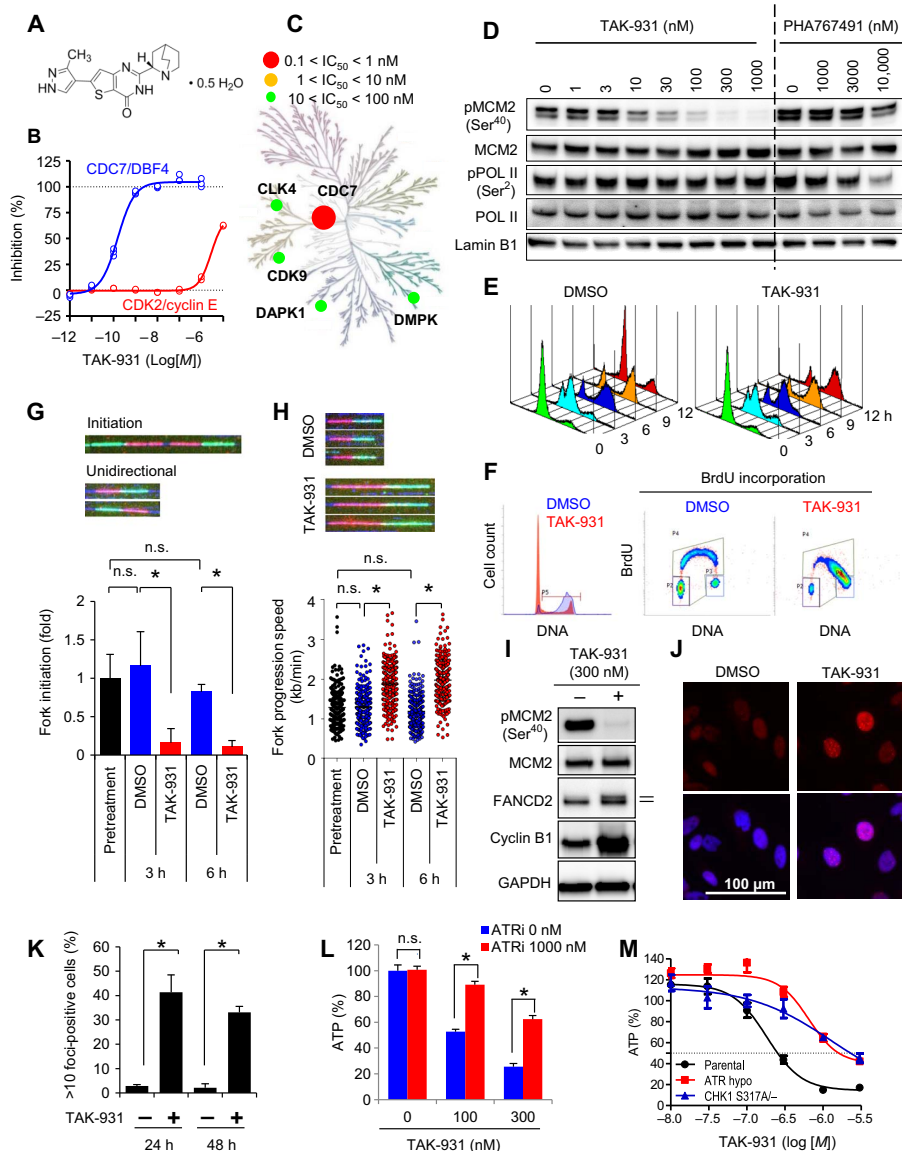 A
CH3
N
N
HN
N
H
N
S
NH
O
• 0.5 H2O
B
Inhibition (%)
125
100
75
50
25
0
CDC7/DBF4
CDK2/cyclin E
–12
–10
–8
–6
–4
TAK-931 (Log[M])
C
0.1 < IC50 < 1 nM
1 < IC50 < 10 nM
10 < IC50 < 100 nM
CLK4
CDC7
CDK9
DAPK1
DMPK
D
TAK-931 (nM)
PHA767491 (nM)
0 1 3 10 30 100 300 1000 0 1000 3000 10,000
pMCM2
(Ser40)
MCM2
pPOL II
(Ser2)
POL II
Lamin B1
E
DMSO
TAK-931
0 3 6 9 12
0 3 6 9 12 h
F
BrdU incorporation
DMSO
TAK-931
DMSO
TAK-931
Cell count
P5
DNA
BrdU
P4
P2
P3
DNA
P4
P2
DNA
G
Initiation
Unidirectional
n.s.
n.s. * *
Fork initiation (fold)
2
1.5
1
0.5
0
Pretreatment
DMSO
TAK-931
DMSO
TAK-931
3 h
6 h
H
DMSO
TAK-931
n.s.
n.s. * *
Fork progression speed
(kb/min)
4
3
2
1
0
Pretreatment
DMSO
TAK-931
DMSO
TAK-931
3 h
6 h
I
TAK-931
(300 nM)
– +
pMCM2
(Ser40)
MCM2
FANCD2
Cyclin B1
GAPDH
J
DMSO
TAK-931
100 µm
K
>10 foci-positive cells (%)
60
50
40
30
20
10
0
* *
TAK-931 – + – +
24 h 48 h
L
ATRi 0 nM
ATRi 1000 nM
n.s.
*
*
ATP (%)
120
100
80
60
40
20
0
0 100 300
TAK-931 (nM)
M
ATP (%)
140
120
100
80
60
40
20
0
Parental
ATR hypo
CHK1 S317A/–
–8.0 –7.5 –7.0 –6.5 –6.0 –5.5
TAK-931 (log [M])